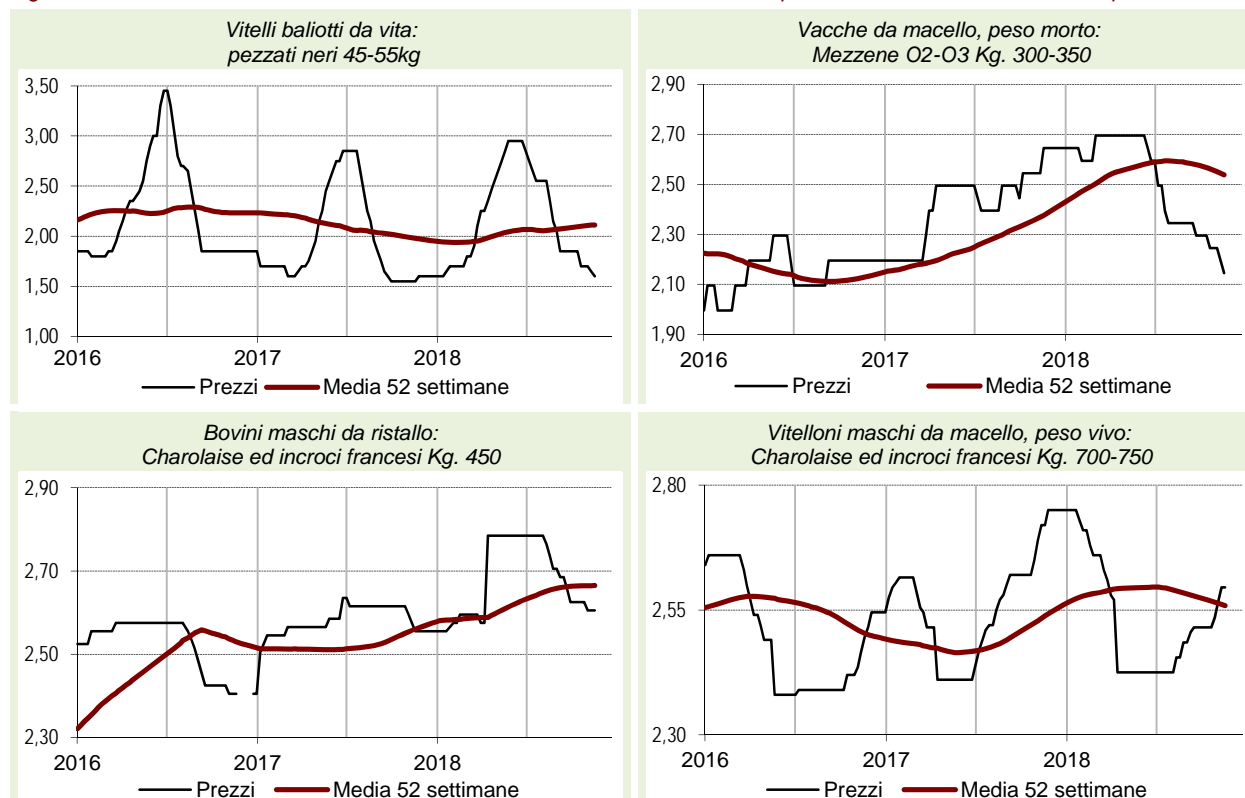 Vitelli baliotti da vita:
pezzati neri 45-55kg
3,50
3,00
2,50
2,00
1,50
1,00
2016 2017 2018
Prezzi Media 52 settimane
Vacche da macello, peso morto:
Mezzene O2-O3 Kg. 300-350
2,90
2,70
2,50
2,30
2,10
1,90
2016 2017 2018
Prezzi Media 52 settimane
Bovini maschi da ristallo:
Charolaise ed incroci francesi Kg. 450
2,90
2,70
2,50
2,30
2016 2017 2018
Prezzi Media 52 settimane
Vitelloni maschi da macello, peso vivo:
Charolaise ed incroci francesi Kg. 700-750
2,80
2,55
2,30
2016 2017 2018
Prezzi Media 52 settimane